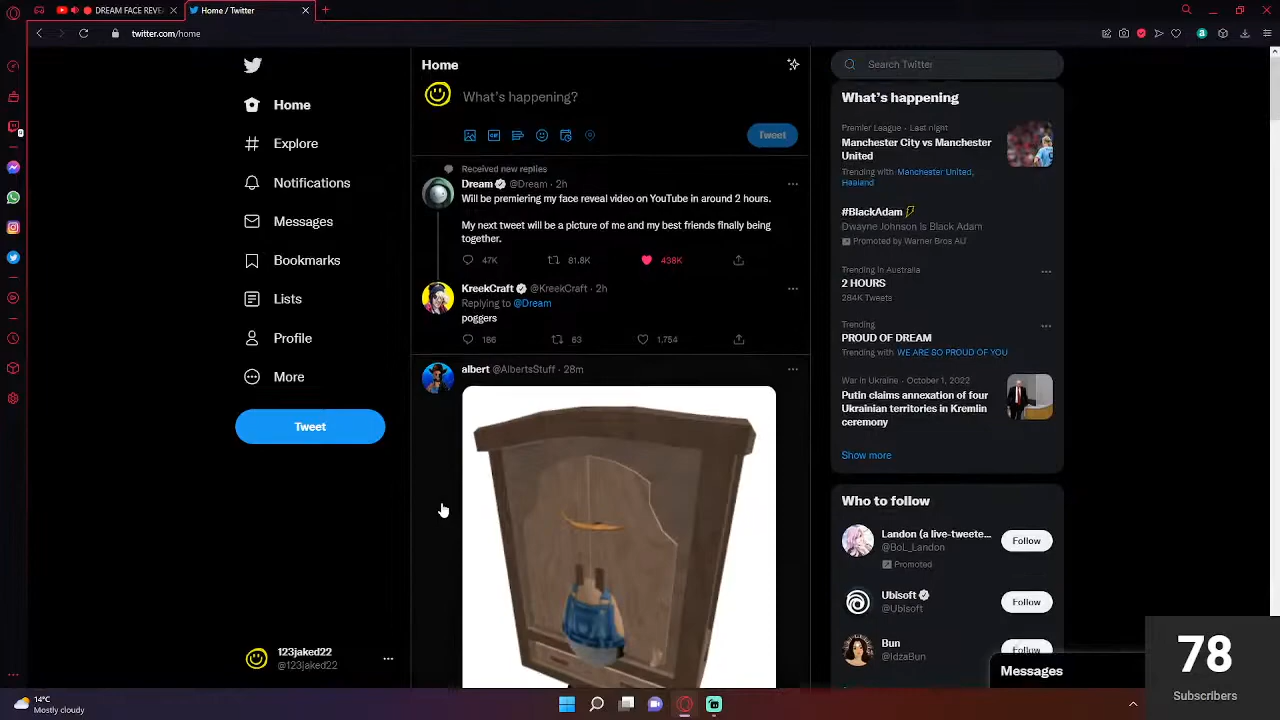 DREAM FACE REVE
Home / Twitter
twitter.com/home
Home
Explore
Notifications
Messages
Bookmarks
Lists
Profile
More
Tweet
123jaked22
@123jaked22
Home
What's happening?
GIF
Tweet
Received new replies
Dream @Dream · 2h
Will be premiering my face reveal video on YouTube in around 2 hours.
My next tweet will be a picture of me and my best friends finally being
together.
47K 81.8K 438K
KreekCraft @KreekCraft · 2h
Replying to @Dream
poggers
186 63 1,754
albert @AlbertsStuff · 28m
Search Twitter
What's happening
Premier League · Last night
Manchester City vs Manchester
United
Trending with Manchester United,
Haaland
#BlackAdam
Dwayne Johnson Is Black Adam
Promoted by Warner Bros AU
Trending in Australia
2 HOURS
284K Tweets
Trending
PROUD OF DREAM
Trending with WE ARE SO PROUD OF YOU
War in Ukraine · October 1, 2022
Putin claims annexation of four
Ukrainian territories in Kremlin
ceremony
Show more
Who to follow
Landon (a live-tweete...
@BoL_Landon
Promoted
Follow
Ubisoft
@Ubisoft
Follow
Bun
@IdzaBun
Follow
Messages
78
Subscribers
14°C
Mostly cloudy